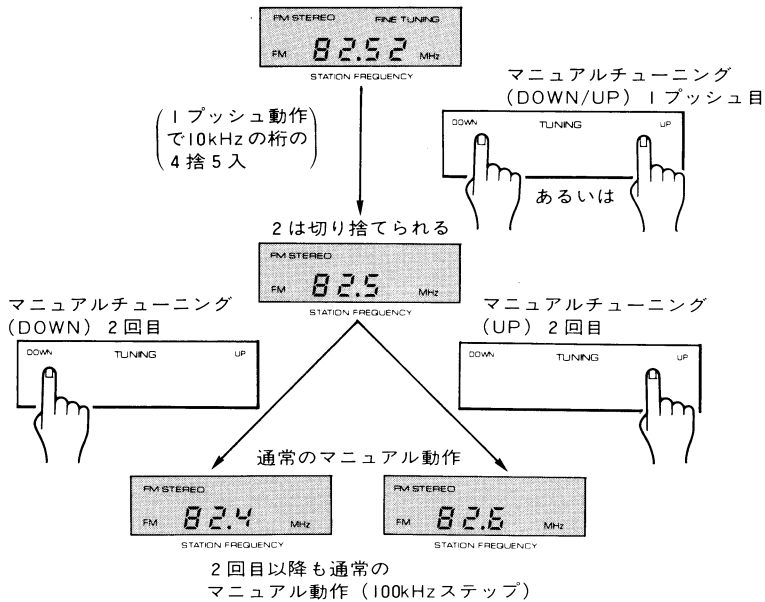 FM STEREO FINE TUNING
FM 82.52 MHz
STATION FREQUENCY
マニュアルチューニング
(DOWN/UP) 1プッシュ目
DOWN TUNING UP
あるいは
(1プッシュ動作
で10kHzの桁の
4捨5入)
2は切り捨てられる
FM STEREO
FM 82.5 MHz
STATION FREQUENCY
マニュアルチューニング
(DOWN) 2回目
DOWN TUNING UP
マニュアルチューニング
(UP) 2回目
DOWN TUNING UP
通常のマニュアル動作
FM STEREO
FM 82.4 MHz
STATION FREQUENCY
FM STEREO
FM 82.6 MHz
STATION FREQUENCY
2回目以降も通常の
マニュアル動作(100kHzステップ)